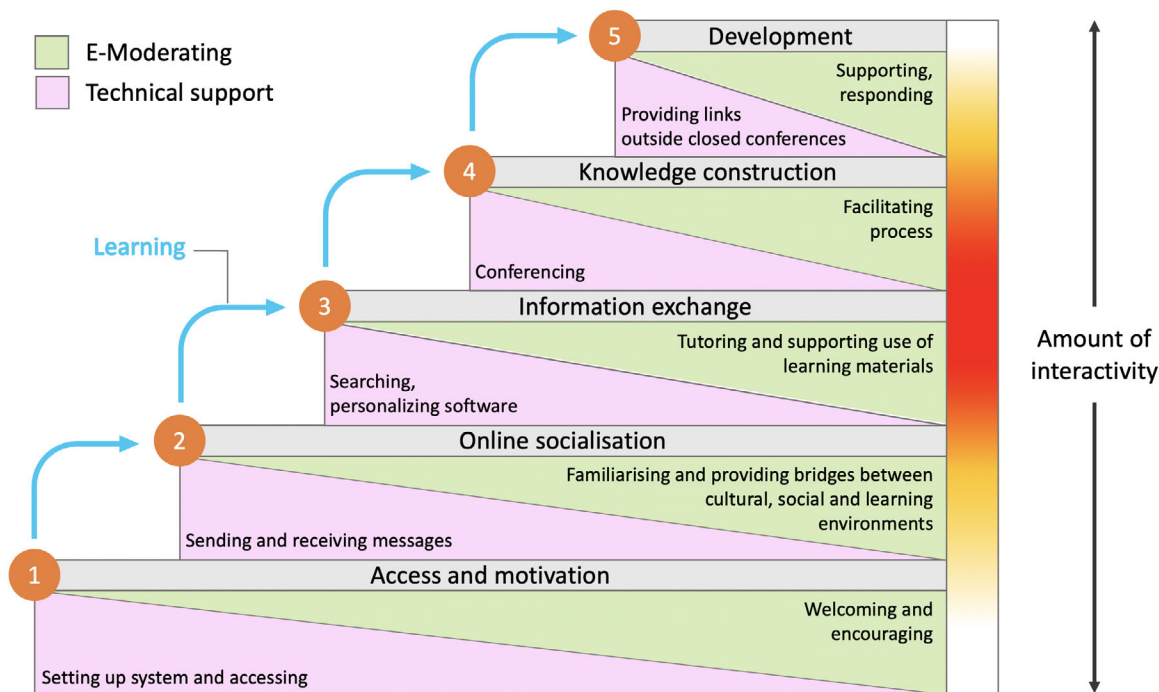 E-Moderating
Technical support
5
Development
Supporting,
responding
Providing links
outside closed conferences
4
Knowledge construction
Facilitating
process
Conferencing
Learning
3
Information exchange
Tutoring and supporting use of
learning materials
Searching,
personalizing software
2
Online socialisation
Familiarising and providing bridges between
cultural, social and learning
environments
Sending and receiving messages
1
Access and motivation
Welcoming and
encouraging
Setting up system and accessing
Amount of
interactivity